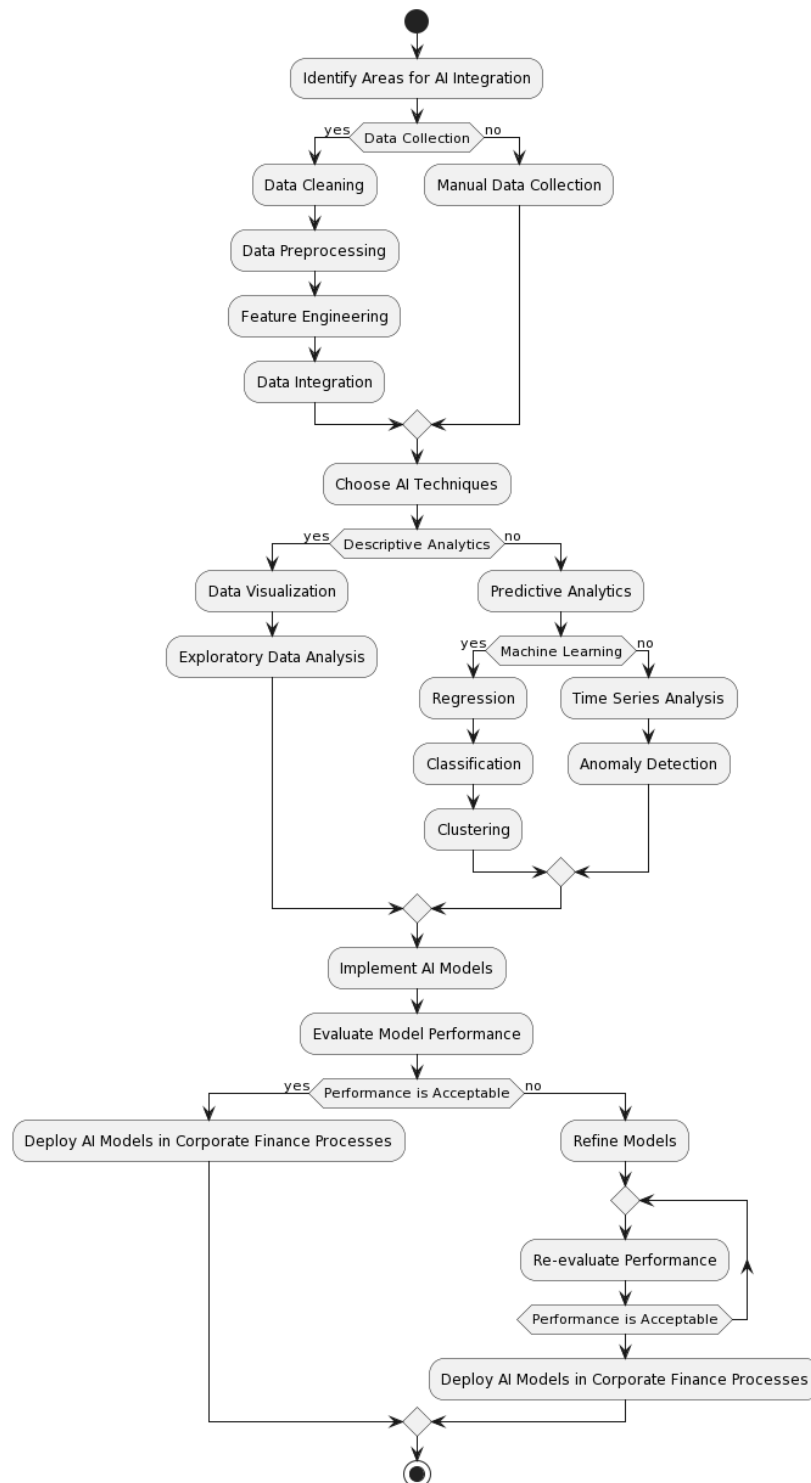 Identify Areas for AI Integration
yes
Data Collection
no
Data Cleaning
Manual Data Collection
Data Preprocessing
Feature Engineering
Data Integration
Choose AI Techniques
yes
Descriptive Analytics
no
Data Visualization
Predictive Analytics
Exploratory Data Analysis
yes
Machine Learning
no
Regression
Time Series Analysis
Classification
Anomaly Detection
Clustering
Implement AI Models
Evaluate Model Performance
yes
Performance is Acceptable
no
Deploy AI Models in Corporate Finance Processes
Refine Models
Re-evaluate Performance
Performance is Acceptable
Deploy AI Models in Corporate Finance Processes